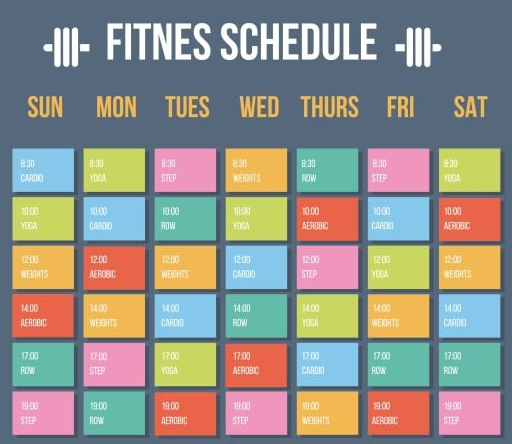 FITNES SCHEDULE
SUN MON TUES WED THURS FRI SAT
8:30 8:30 8:30 8:30 8:30 8:30 8:30
CARDIO YOGA STEP WEIGHTS ROW STEP YOGA
10:00 10:00 10:00 10:00 10:00 10:00 10:00
YOGA CARDIO ROW YOGA AEROBIC CARDIO AEROBIC
12:00 12:00 12:00 12:00 12:00 12:00 12:00
WEIGHTS AEROBIC WEIGHTS CARDIO STEP YOGA WEIGHTS
14:00 14:00 14:00 14:00 14:00 14:00 14:00
AEROBIC WEIGHTS CARDIO ROW YOGA WEIGHTS CARDIO
17:00 17:00 17:00 17:00 17:00 17:00 17:00
ROW STEP YOGA AEROBIC CARDIO ROW ROW
19:00 19:00 19:00 19:00 19:00 19:00 19:00
STEP ROW AEROBIC STEP WEIGHTS AEROBIC STEP